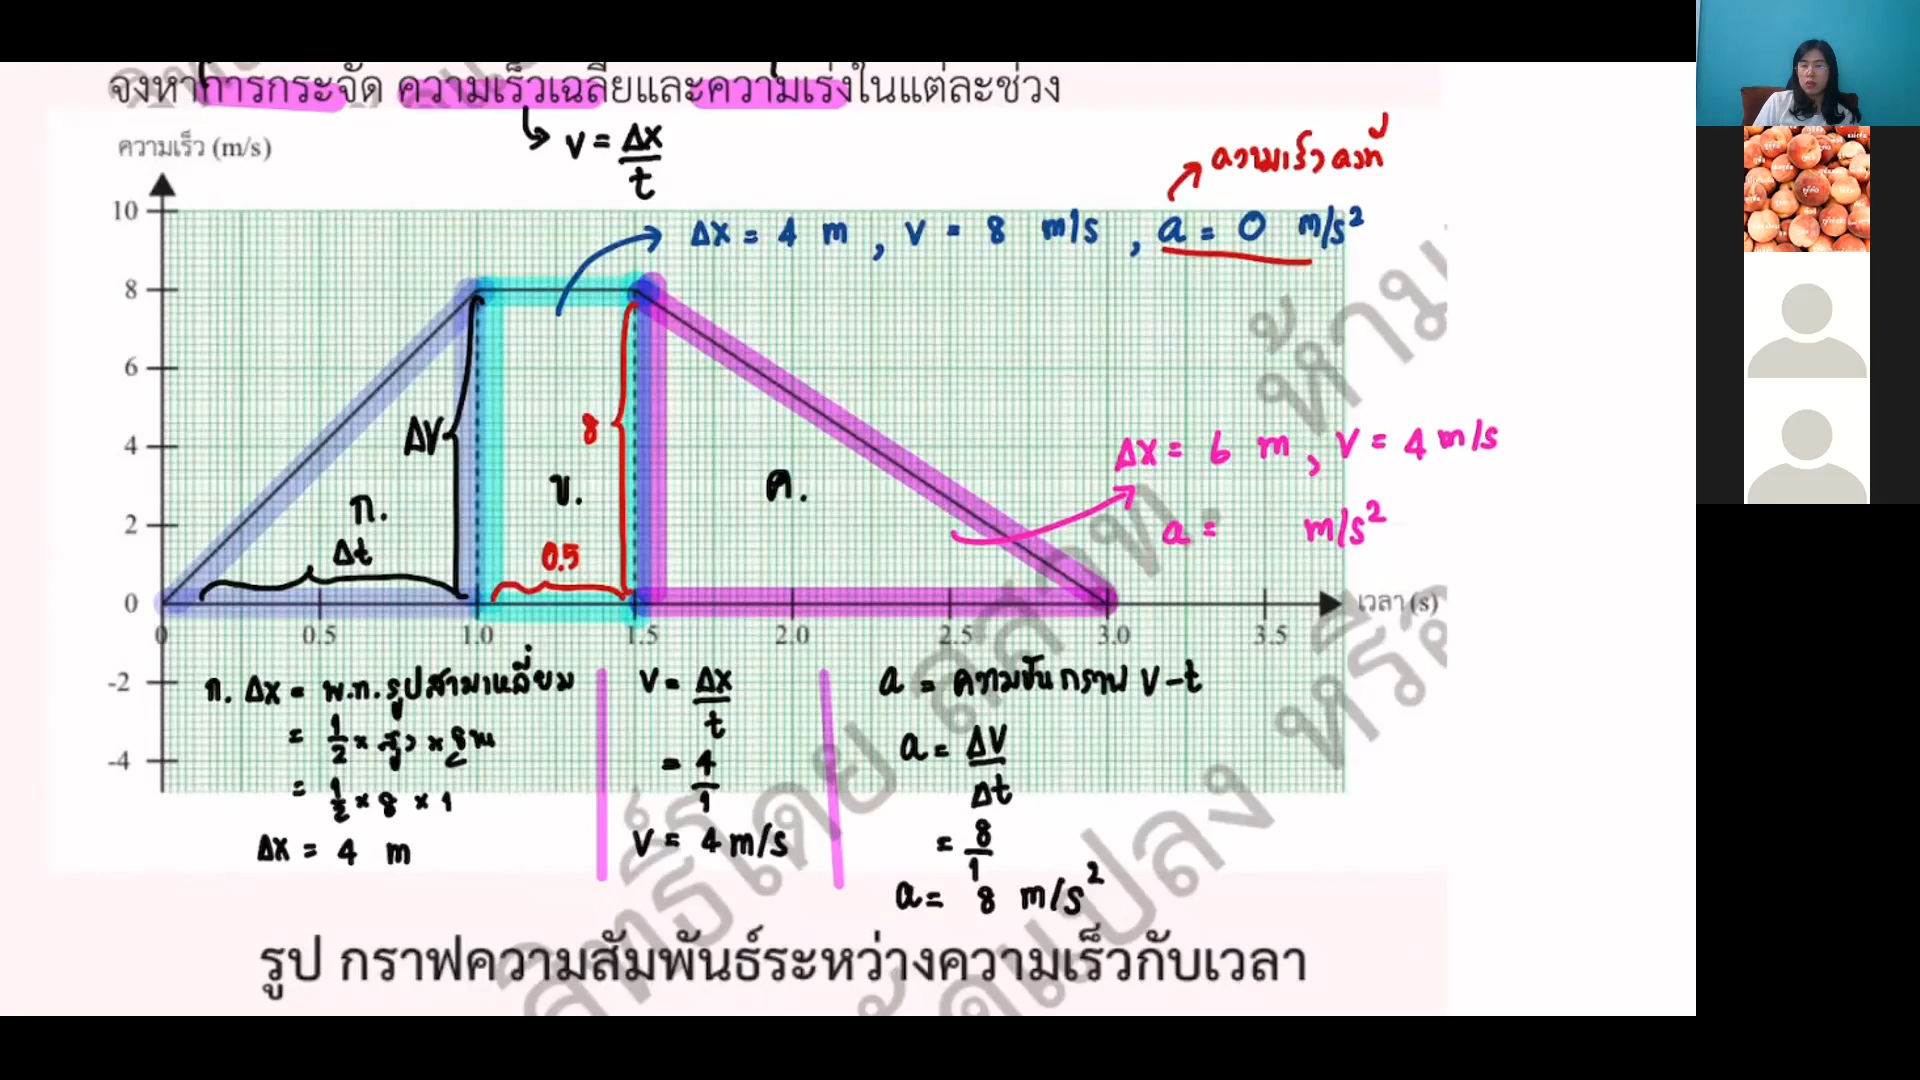 จงหาการกระจัด ความเร็วเฉลี่ยและความเร่งในแต่ละช่วง
ความเร็ว (m/s)
v = Δx
t
ความเร็วคงที่
Δx = 4 m , v = 8 m/s , a = 0 m/s²
10
8
6
4
2
0
-2
-4
ΔV
8
ก.
ข.
ค.
Δt
0.5
Δx = 6 m , v = 4 m/s
a = m/s²
0 0.5 1.0 1.5 2.0 2.5 3.0 3.5
เวลา (s)
ก. Δx = พ.ท. รูปสามเหลี่ยม
= 1/2 × สูง × ฐาน
= 1/2 × 8 × 1
Δx = 4 m
v = Δx
t
= 4
1
v = 4 m/s
a = ความชันกราฟ v-t
a = ΔV
Δt
= 8
1
a = 8 m/s²
รูป กราฟความสัมพันธ์ระหว่างความเร็วกับเวลา